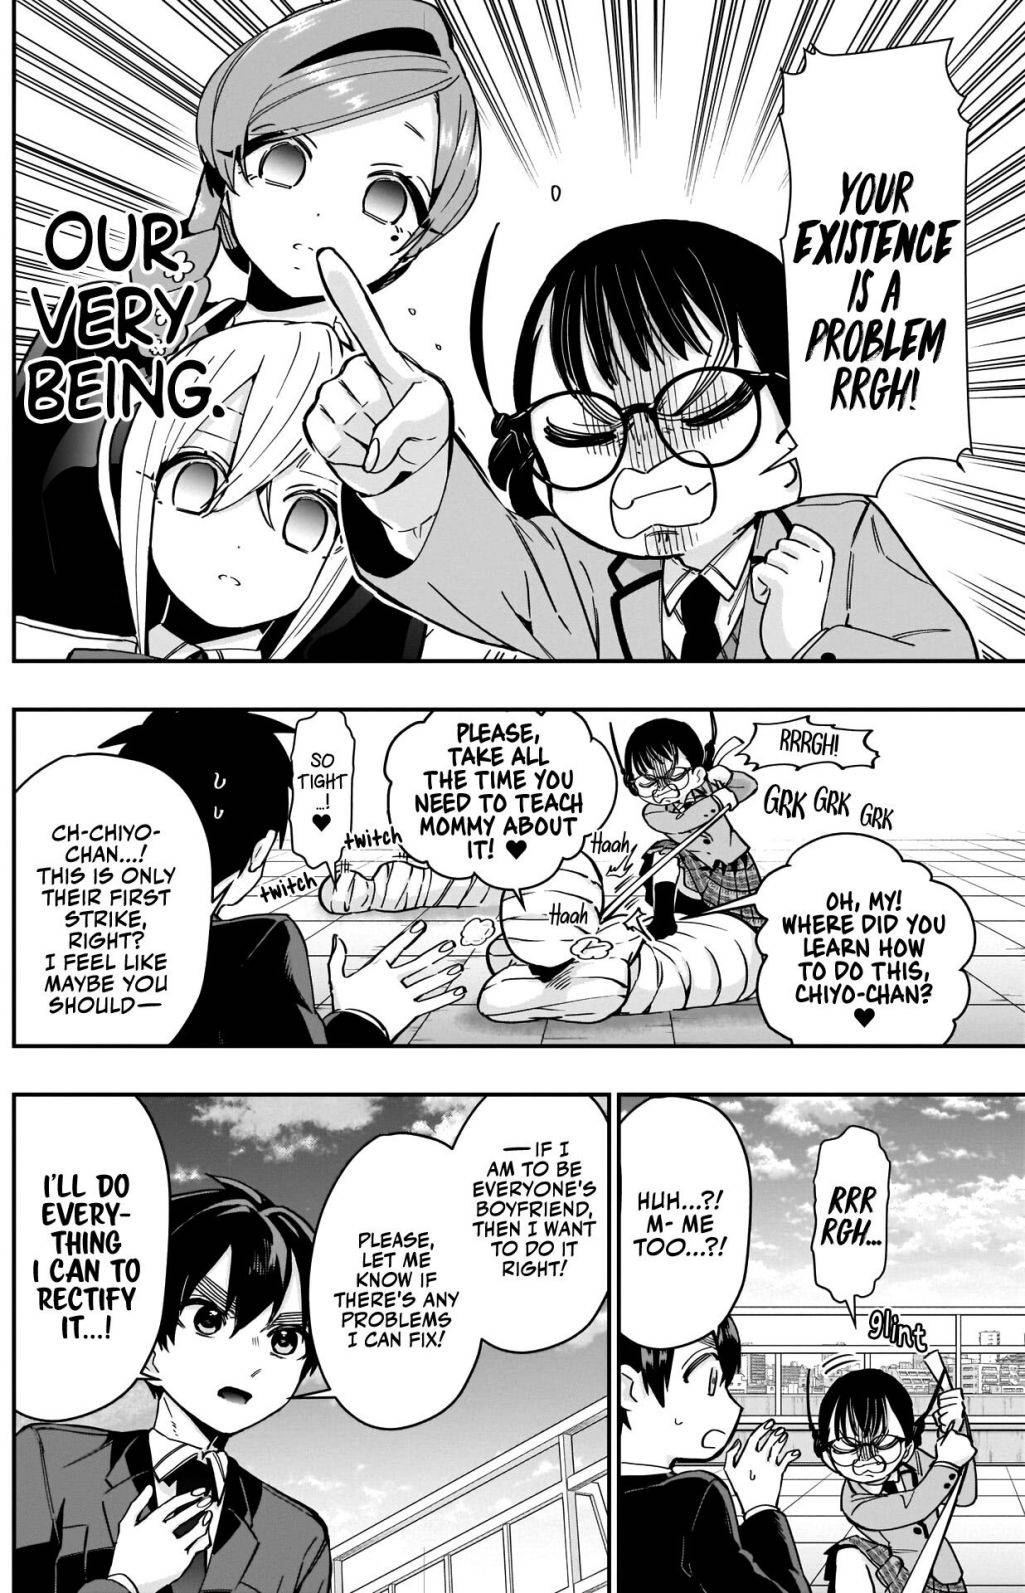 YOUR
EXISTENCE
IS A
PROBLEM
RRGH!
OUR
VERY
BEING.
RRRGH!
GRK GRK GRK
OH, MY!
WHERE DID YOU
LEARN HOW
TO DO THIS,
CHIYO-CHAN?
♥
PLEASE,
TAKE ALL
THE TIME YOU
NEED TO TEACH
MOMMY ABOUT
IT! ♥
Haah
Haah
SO
TIGHT
...!
♥
twitch
twitch
CH-CHIYO-
CHAN...!
THIS IS ONLY
THEIR FIRST
STRIKE,
RIGHT?
I FEEL LIKE
MAYBE YOU
SHOULD—
RRR
RGH...
glint
HUH...?!
M- ME
TOO...?!
—IF I
AM TO BE
EVERYONE'S
BOYFRIEND,
THEN I WANT
TO DO IT
RIGHT!
PLEASE,
LET ME
KNOW IF
THERE'S ANY
PROBLEMS
I CAN FIX!
I'LL DO
EVERY-
THING
I CAN TO
RECTIFY
IT...!